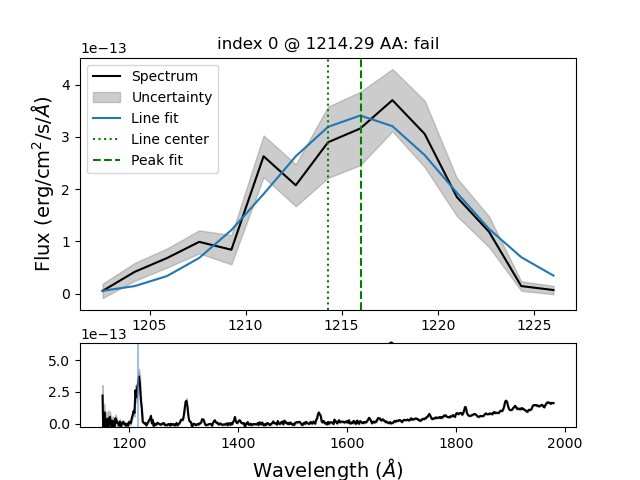 index 0 @ 1214.29 AA: fail
1e−13
Spectrum
Uncertainty
Line fit
Line center
Peak fit
Flux (erg/cm²/s/Å)
4
3
2
1
0
1205 1210 1215 1220 1225
1e−13
5.0
2.5
0.0
1200 1400 1600 1800 2000
Wavelength (Å)